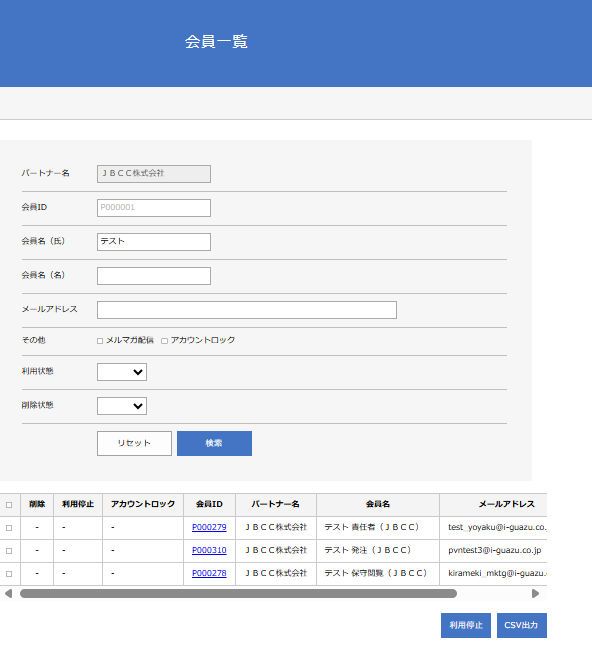 会員一覧
パートナー名 ＪＢＣＣ株式会社
会員ID P000001
会員名（氏） テスト
会員名（名）
メールアドレス
その他 メルマガ配信 アカウントロック
利用状態
削除状態
リセット 検索
削除 利用停止 アカウントロック 会員ID パートナー名 会員名 メールアドレス
- - - P000279 ＪＢＣＣ株式会社 テスト 責任者（ＪＢＣＣ） test_yoyaku@i-guazu.co.
- - - P000310 ＪＢＣＣ株式会社 テスト 発注（ＪＢＣＣ） pvntest3@i-guazu.co.jp
- - - P000278 ＪＢＣＣ株式会社 テスト 保守閲覧（ＪＢＣＣ） kirameki_mktg@i-guazu.
利用停止 CSV出力